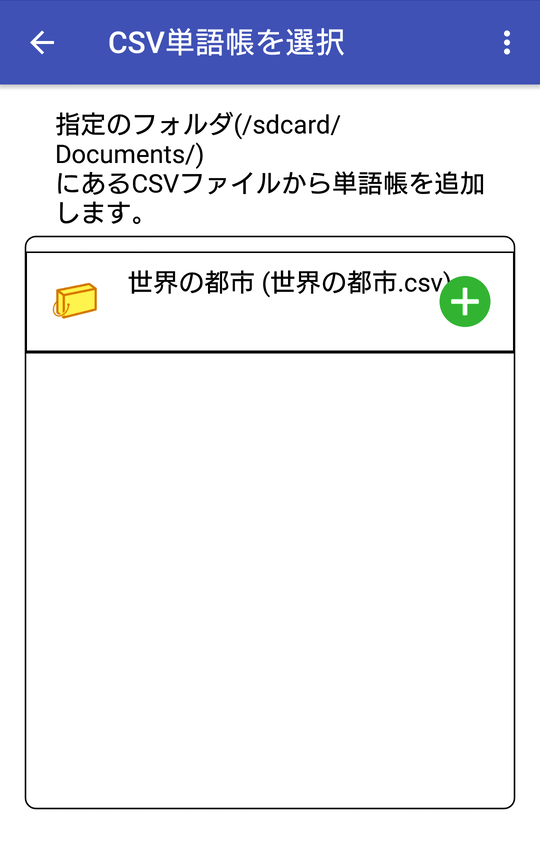 CSV単語帳を選択
指定のフォルダ(/sdcard/
Documents/)
にあるCSVファイルから単語帳を追加
します。
世界の都市 (世界の都市.csv)